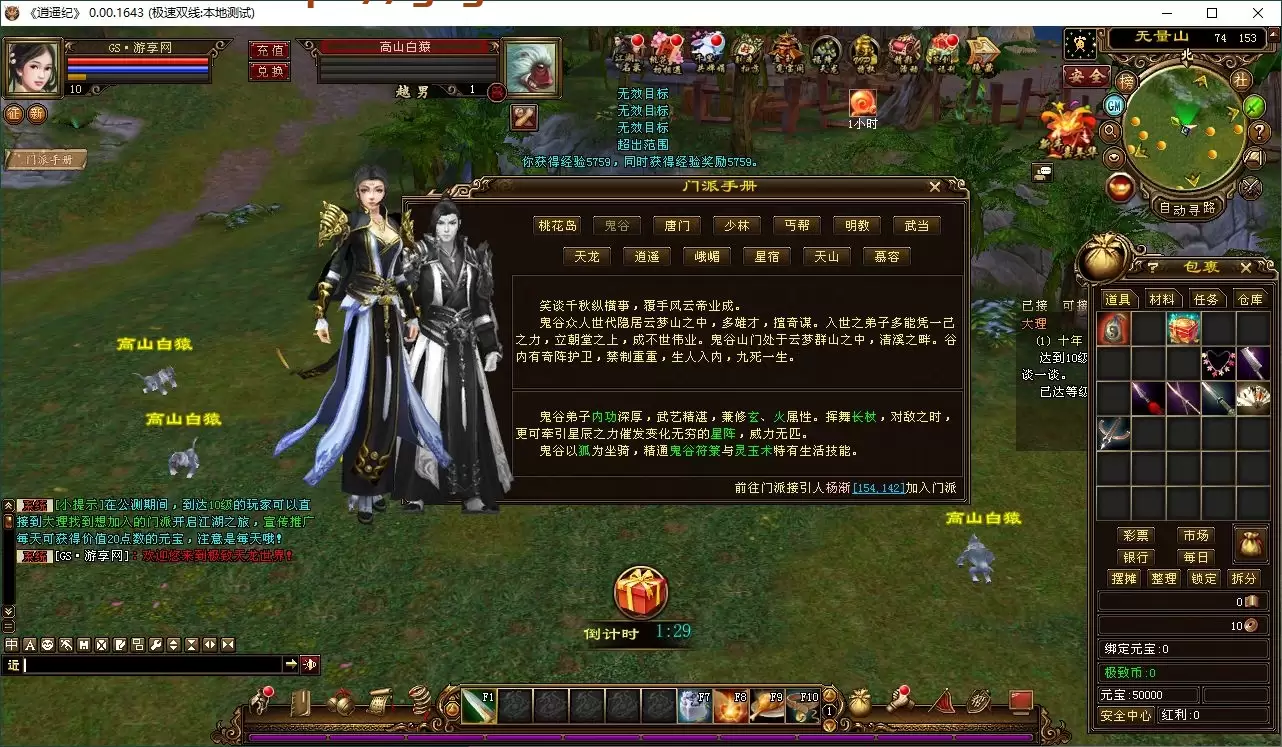 《逍遥纪》 0.00.1643 (极速双线:本地测试)
GS·游享网
10
充值
兑换
高山白猿
越男
1
征
新
门派手册
无效目标
无效目标
无效目标
超出范围
你获得经验5759，同时获得经验奖励5759。
1小时
无量山 74 153
安全
榜
社
GM
自动寻路
门派手册
桃花岛 鬼谷 唐门 少林 丐帮 明教 武当
天龙 逍遥 峨嵋 星宿 天山 慕容
笑谈千秋纵横事，覆手风云帝业成。
鬼谷众人世代隐居云梦山之中，多雄才，擅奇谋。入世之弟子多能凭一己
之力，立朝堂之上，成不世伟业。鬼谷山门处于云梦群山之中，清溪之畔。谷
内有奇阵护卫，禁制重重，生人入内，九死一生。
鬼谷弟子内功深厚，武艺精湛，兼修玄、火属性。挥舞长杖，对敌之时，
更可牵引星辰之力催发变化无穷的星阵，威力无匹。
鬼谷以狐为坐骑，精通鬼谷符箓与灵玉术特有生活技能。
前往门派接引人杨渐[154,142]加入门派
高山白猿
高山白猿
高山白猿
已接 可接
大理
(1) 十年
达到10级
谈一谈。
已达等级
? 包裹
道具 材料 任务 仓库
彩票 市场
银行 每日
摆摊 整理 锁定 拆分
0
10
绑定元宝:0
极致币:0
元宝:50000
安全中心 红利:0
系统 [小提示]在公测期间，到达10级的玩家可以直
接到大理找到想加入的门派开启江湖之旅，宣传推广
每天可获得价值20点数的元宝，注意是每天哦！
系统 [GS·游享网]：欢迎您来到极致天龙世界！
倒计时 1:29
中 A
近
F1 F7 F8 F9 F10
1